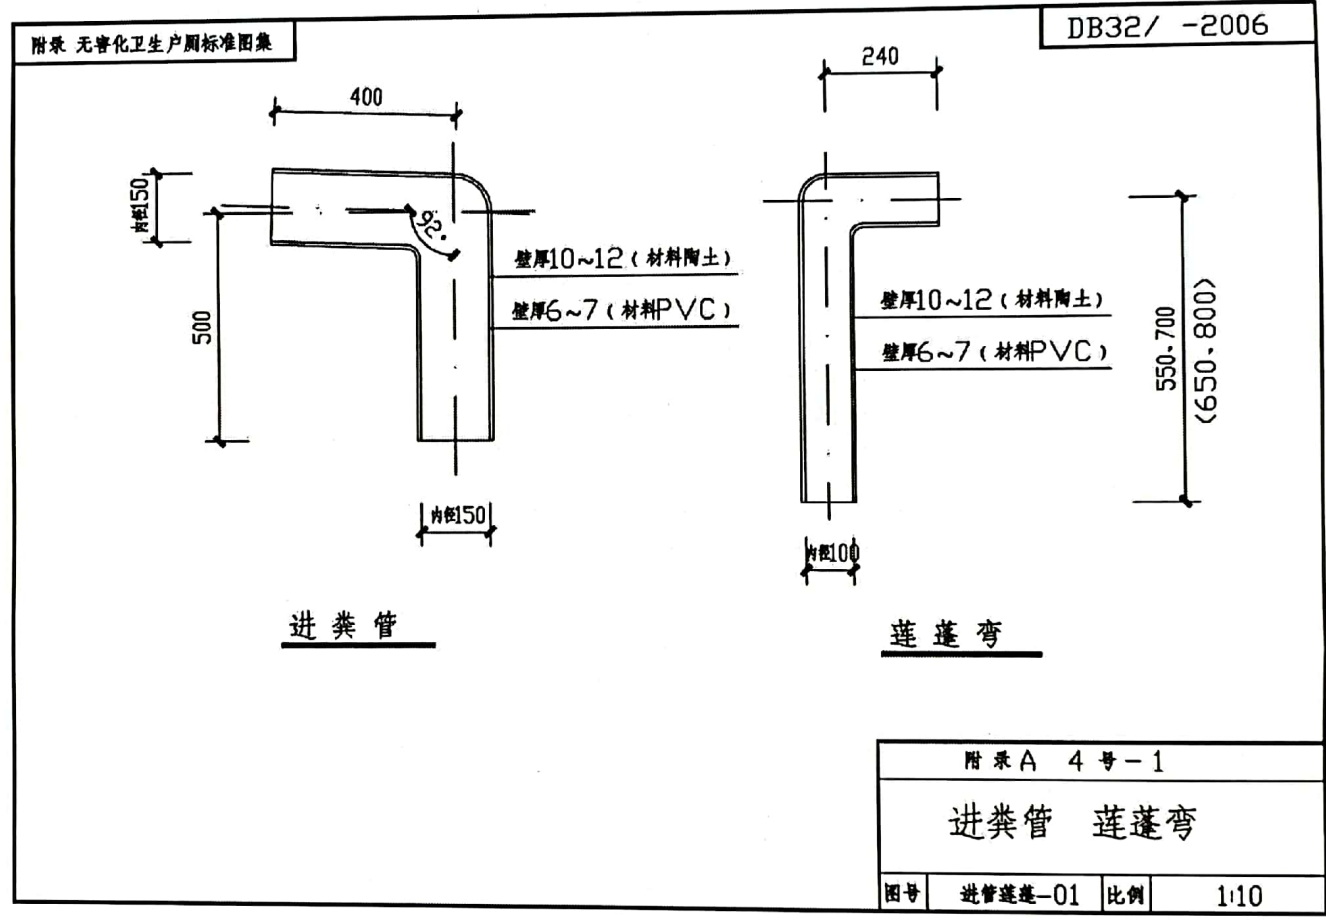 附录 无害化卫生户厕标准图集
DB32/ -2006
400
内径150
92°
500
壁厚10~12(材料陶土)
壁厚6~7(材料PVC)
内径150
进粪管
240
壁厚10~12(材料陶土)
壁厚6~7(材料PVC)
550.700
(650.800)
内径100
莲蓬弯
附录A 4号-1
进粪管 莲蓬弯
图号 进管莲蓬-01 比例 1:10